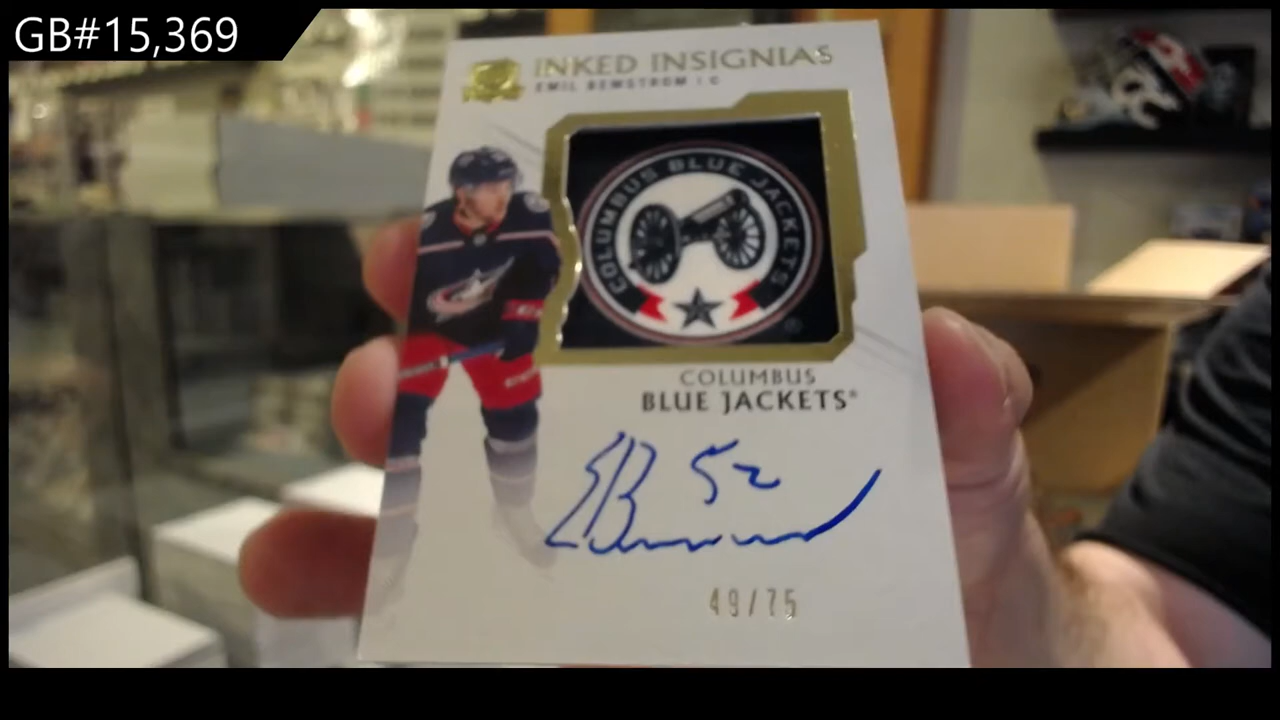 GB#15,369
INKED INSIGNIAS
EMIL BEMSTROM | C
COLUMBUS BLUE JACKETS
®
COLUMBUS
BLUE JACKETS®
52
49/75